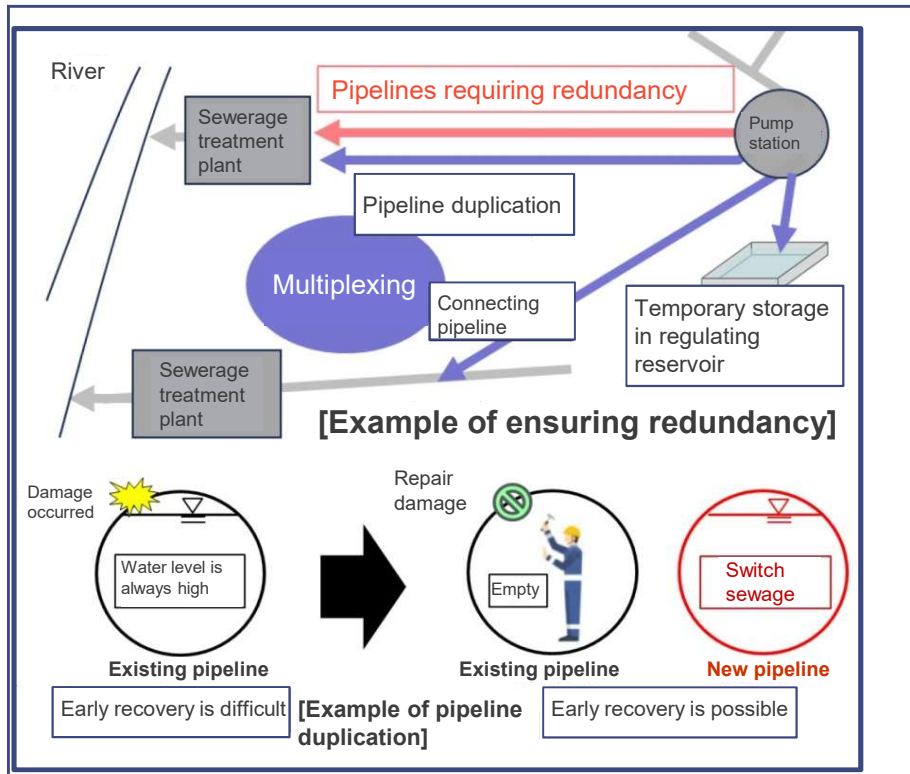 River
Pipelines requiring redundancy
Sewerage
treatment
plant
Pump
station
Pipeline duplication
Multiplexing
Connecting
pipeline
Temporary storage
in regulating
reservoir
Sewerage
treatment
plant
[Example of ensuring redundancy]
Damage
occurred
Repair
damage
Water level is
always high
Empty
Switch
sewage
Existing pipeline
Existing pipeline
New pipeline
Early recovery is difficult
[Example of pipeline
duplication]
Early recovery is possible